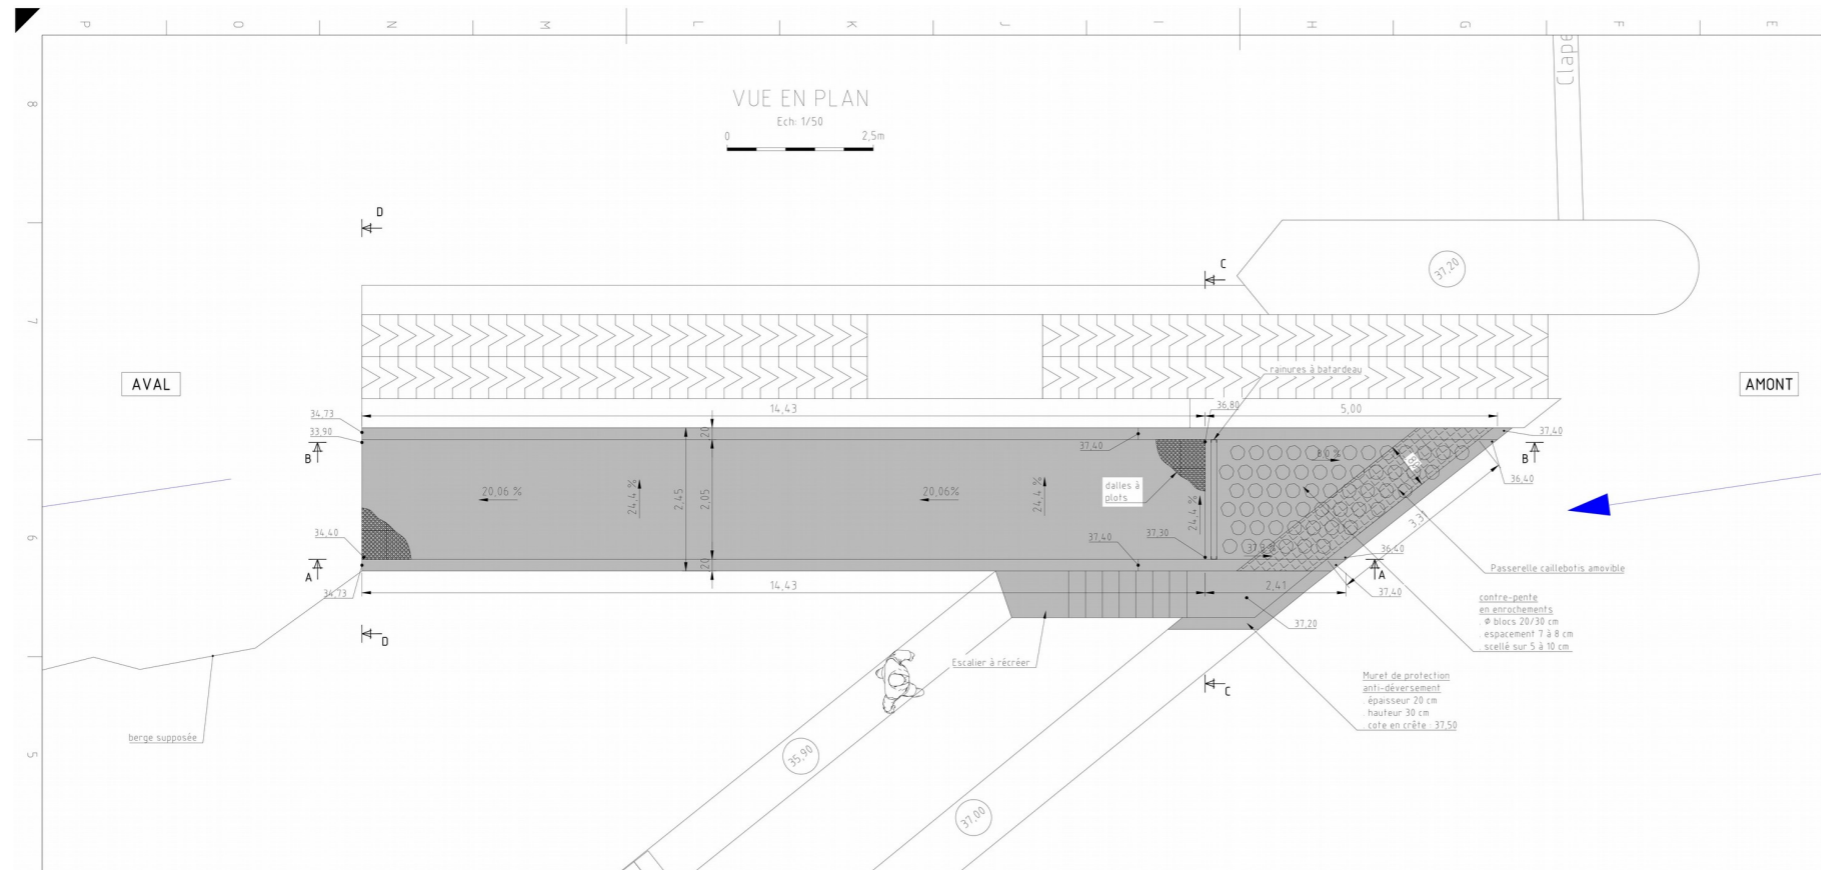 P O N M L K J I H G F E
Clape
8
VUE EN PLAN
Ech: 1/50
0 2,5m
D
C
37,20
7
AVAL
AMONT
rainures à batardeau
14,43
36,80
5,00
34,73
33,90
20
37,40
37,40
B
B
36,40
20,06 %
24,4 %
2,45
2,05
20,06%
24,4 %
dalles à
plots
24,4 %
3,31
6
34,40
37,40
37,30
36,40
A
20
A
34,73
14,43
2,41
37,40
Passerelle caillebotis amovible
contre-pente
en enrochements
. Ø blocs 20/30 cm
. espacement 7 à 8 cm
. scellé sur 5 à 10 cm
37,20
D
Escalier à récréer
C
Muret de protection
anti-déversement
. épaisseur 20 cm
. hauteur 30 cm
. cote en crête : 37,50
berge supposée
5
35,90
37,00